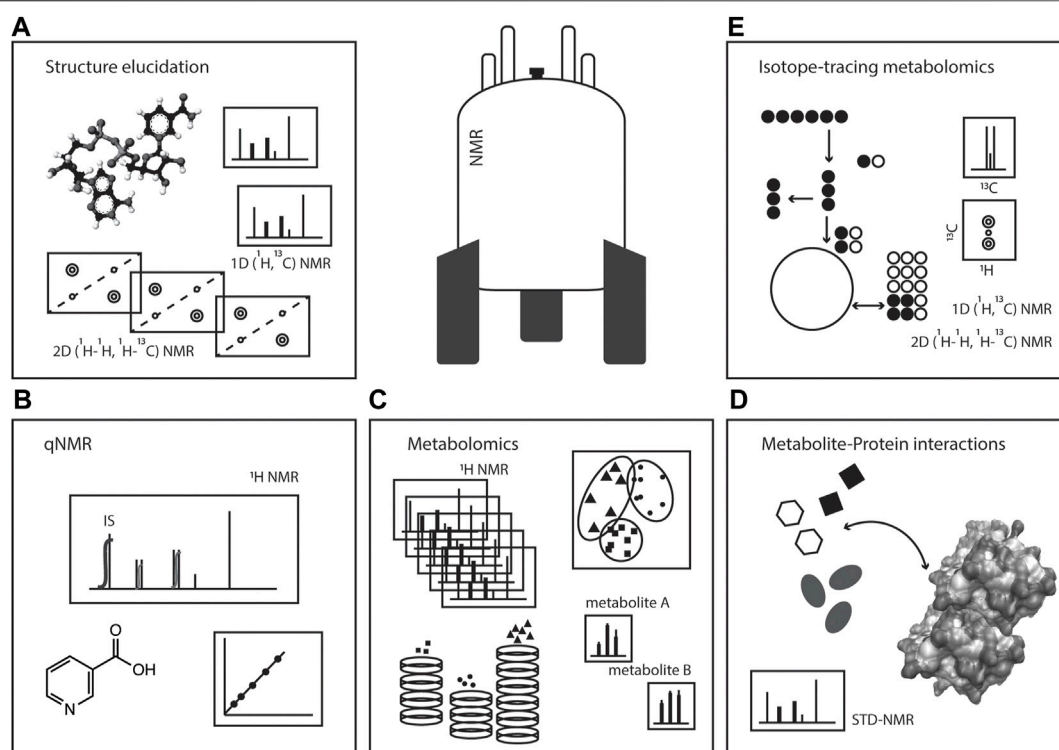 A
Structure elucidation
1D (¹H,¹³C) NMR
2D (¹H-¹H, ¹H-¹³C) NMR
NMR
E
Isotope-tracing metabolomics
¹³C
¹³C
¹H
1D (¹H,¹³C) NMR
2D (¹H-¹H, ¹H-¹³C) NMR
B
qNMR
¹H NMR
IS
O
OH
N
C
Metabolomics
¹H NMR
metabolite A
metabolite B
D
Metabolite-Protein interactions
STD-NMR